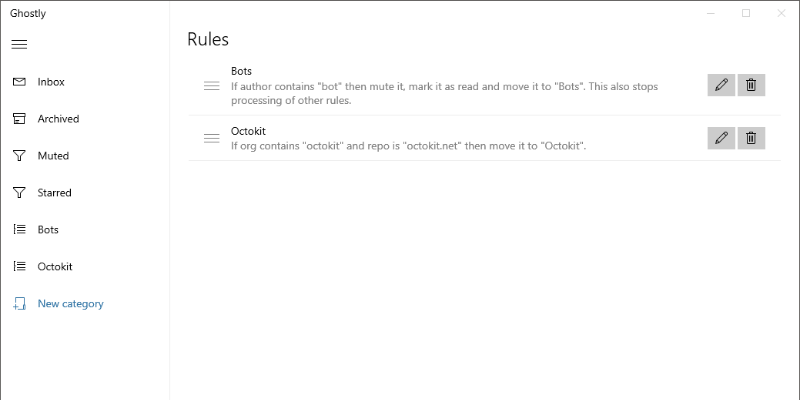 Ghostly
Rules
Inbox
Archived
Muted
Starred
Bots
Octokit
New category
Bots
If author contains "bot" then mute it, mark it as read and move it to "Bots". This also stops
processing of other rules.
Octokit
If org contains "octokit" and repo is "octokit.net" then move it to "Octokit".